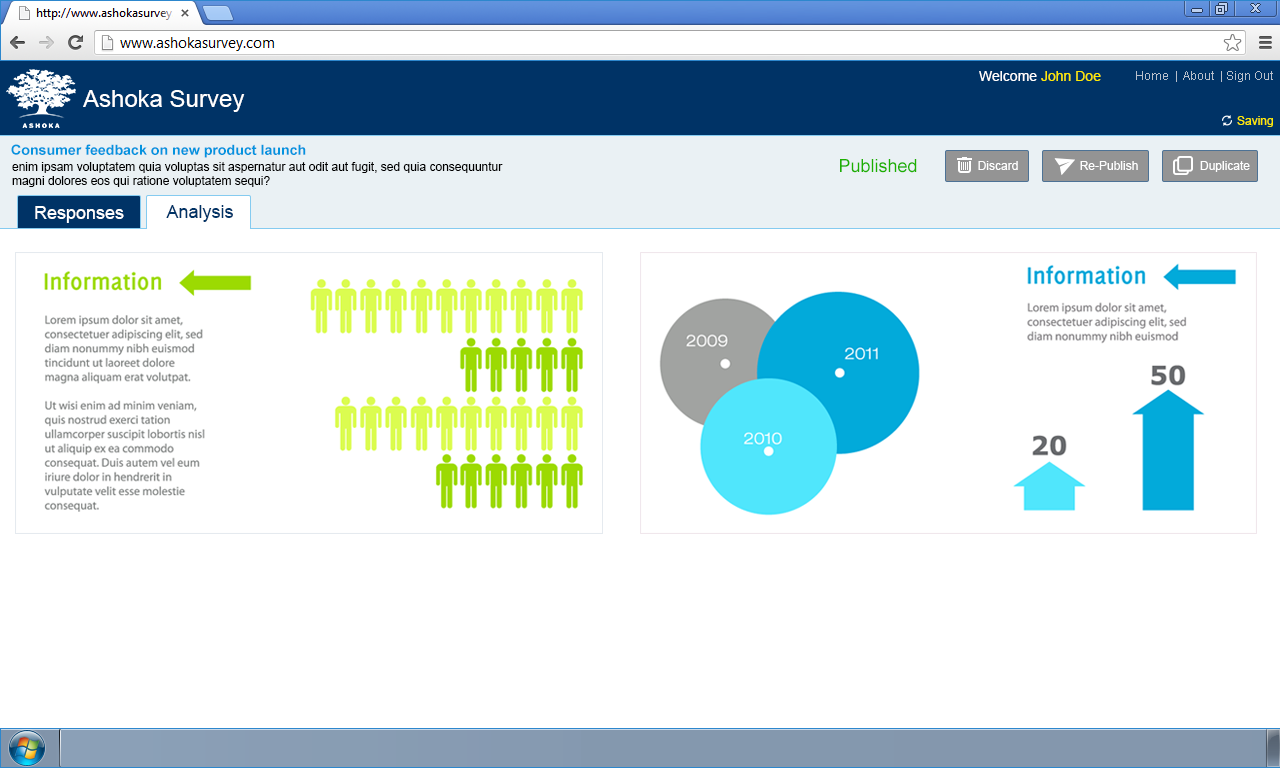 http://www.ashokasurvey
www.ashokasurvey.com
ASHOKA
Ashoka Survey
Welcome John Doe
Home | About | Sign Out
Saving
Consumer feedback on new product launch
enim ipsam voluptatem quia voluptas sit aspernatur aut odit aut fugit, sed quia consequuntur
magni dolores eos qui ratione voluptatem sequi?
Published
Discard
Re-Publish
Duplicate
Responses
Analysis
Information
Lorem ipsum dolor sit amet,
consectetuer adipiscing elit, sed
diam nonummy nibh euismod
tincidunt ut laoreet dolore
magna aliquam erat volutpat.
Ut wisi enim ad minim veniam,
quis nostrud exerci tation
ullamcorper suscipit lobortis nisl
ut aliquip ex ea commodo
consequat. Duis autem vel eum
iriure dolor in hendrerit in
vulputate velit esse molestie
consequat.
2009
2011
2010
Information
Lorem ipsum dolor sit amet,
consectetuer adipiscing elit, sed
diam nonummy nibh euismod
50
20